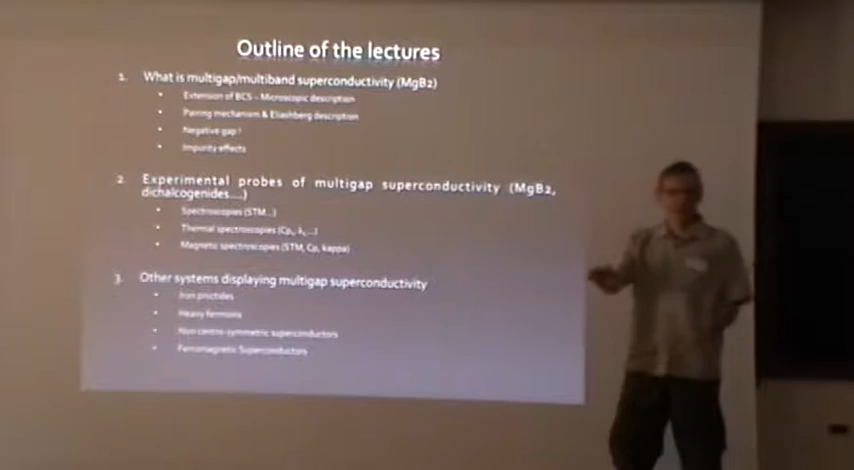 Outline of the lectures
1. What is multigap/multiband superconductivity (MgB2)
• Extension of BCS – Microscopic description
• Pairing mechanism & Eliashberg description
• Negative gap !
• Impurity effects
2. Experimental probes of multigap superconductivity (MgB2,
dichalcogenides....)
• Spectroscopies (STM...)
• Thermal spectroscopies (Cp,
• Magnetic spectroscopies (STM, Cp, kappa)
3. Other systems displaying multigap superconductivity
• Iron pnictides
• Heavy fermions
• Non centro-symmetric superconductors
• Ferromagnetic Superconductors